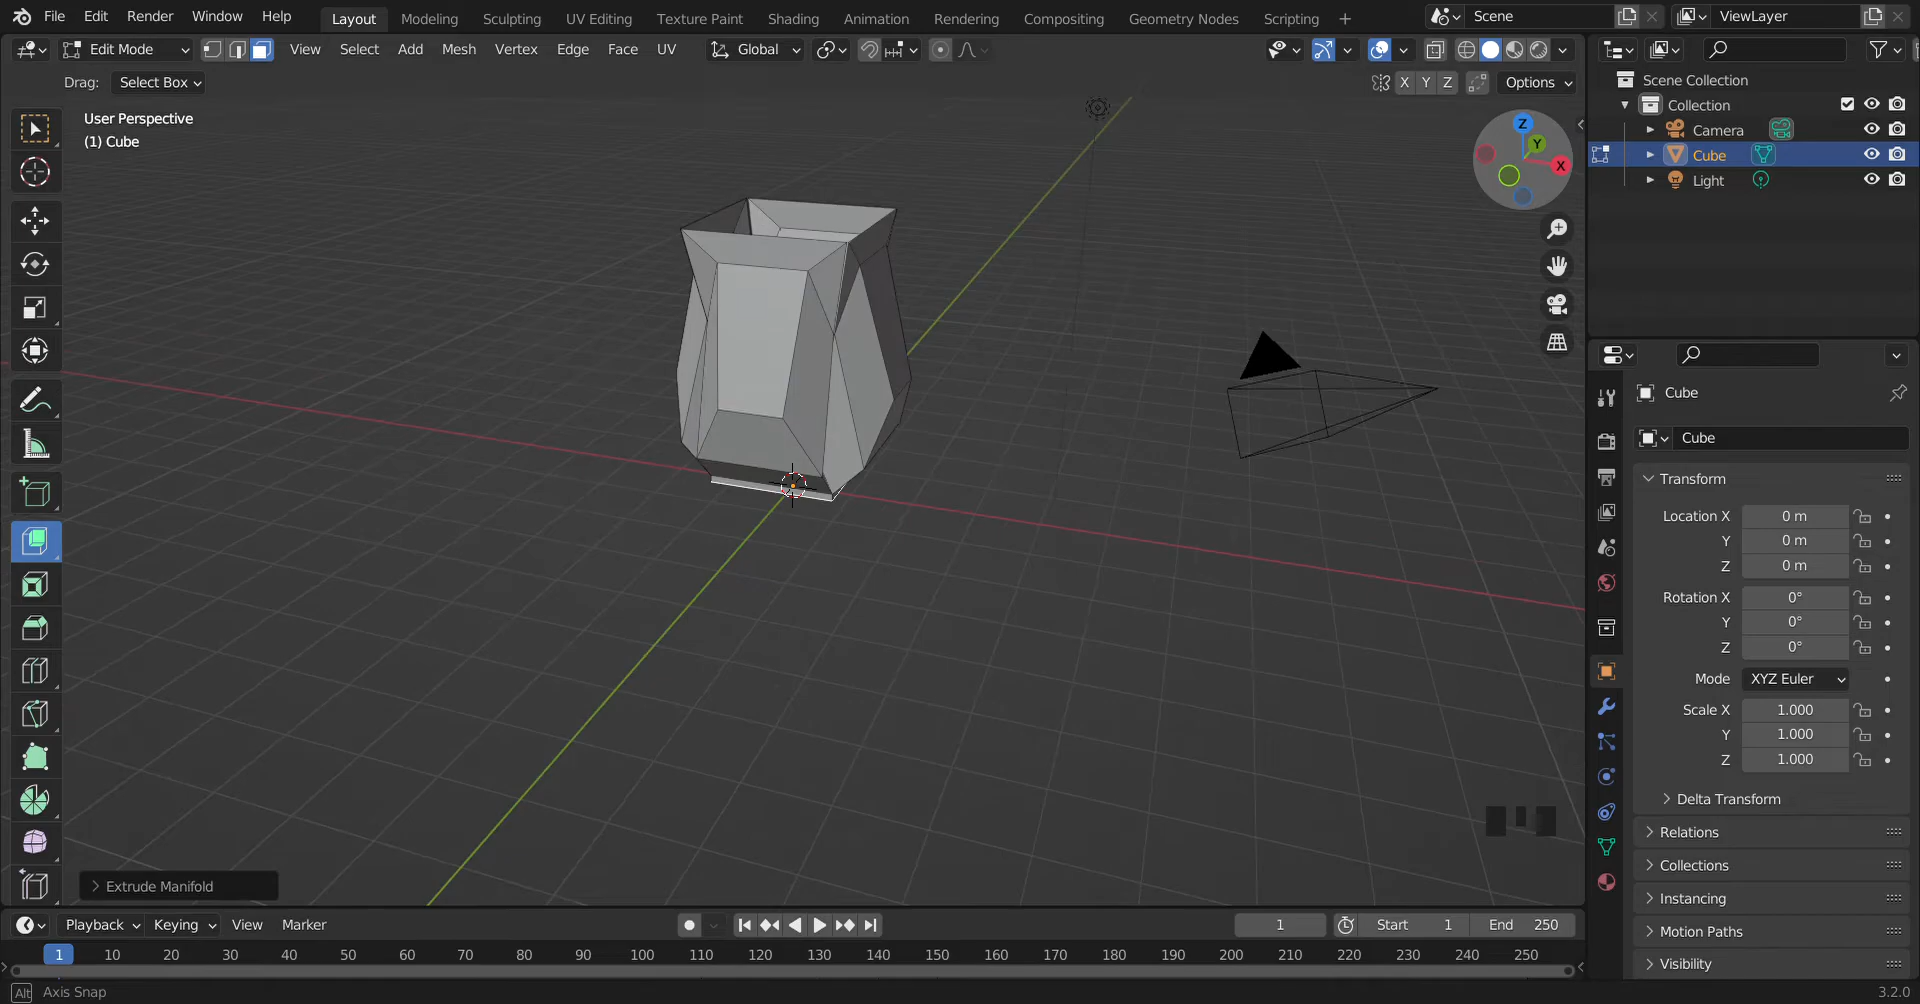 File Edit Render Window Help Layout Modeling Sculpting UV Editing Texture Paint Shading Animation Rendering Compositing Geometry Nodes Scripting + Scene ViewLayer
Edit Mode View Select Add Mesh Vertex Edge Face UV Global
Drag: Select Box X Y Z Options
User Perspective
(1) Cube
Z
Y
X
Scene Collection
Collection
Camera
Cube
Light
Cube
Cube
Transform
Location X 0 m
Y 0 m
Z 0 m
Rotation X 0°
Y 0°
Z 0°
Mode XYZ Euler
Scale X 1.000
Y 1.000
Z 1.000
Delta Transform
Relations
Collections
Instancing
Motion Paths
Visibility
Extrude Manifold
Playback Keying View Marker 1 Start 1 End 250
1 10 20 30 40 50 60 70 80 90 100 110 120 130 140 150 160 170 180 190 200 210 220 230 240 250
Alt Axis Snap 3.2.0